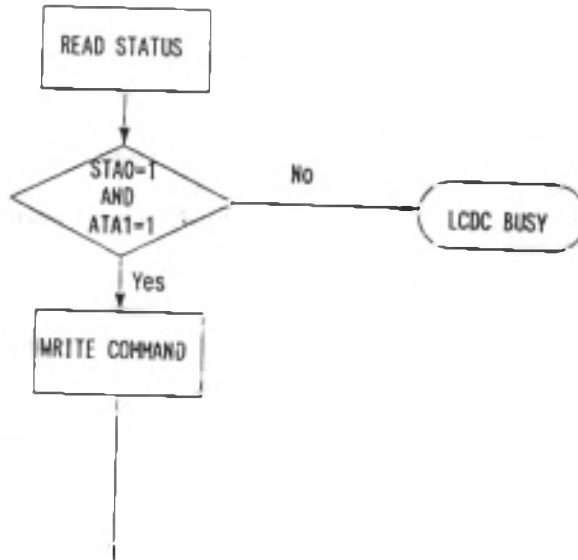 READ STATUS
STA0=1
AND
ATA1=1
No
LCDC BUSY
Yes
WRITE COMMAND